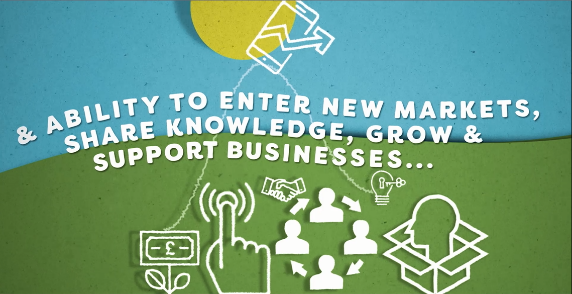 & ABILITY TO ENTER NEW MARKETS,
SHARE KNOWLEDGE, GROW &
SUPPORT BUSINESSES...
£